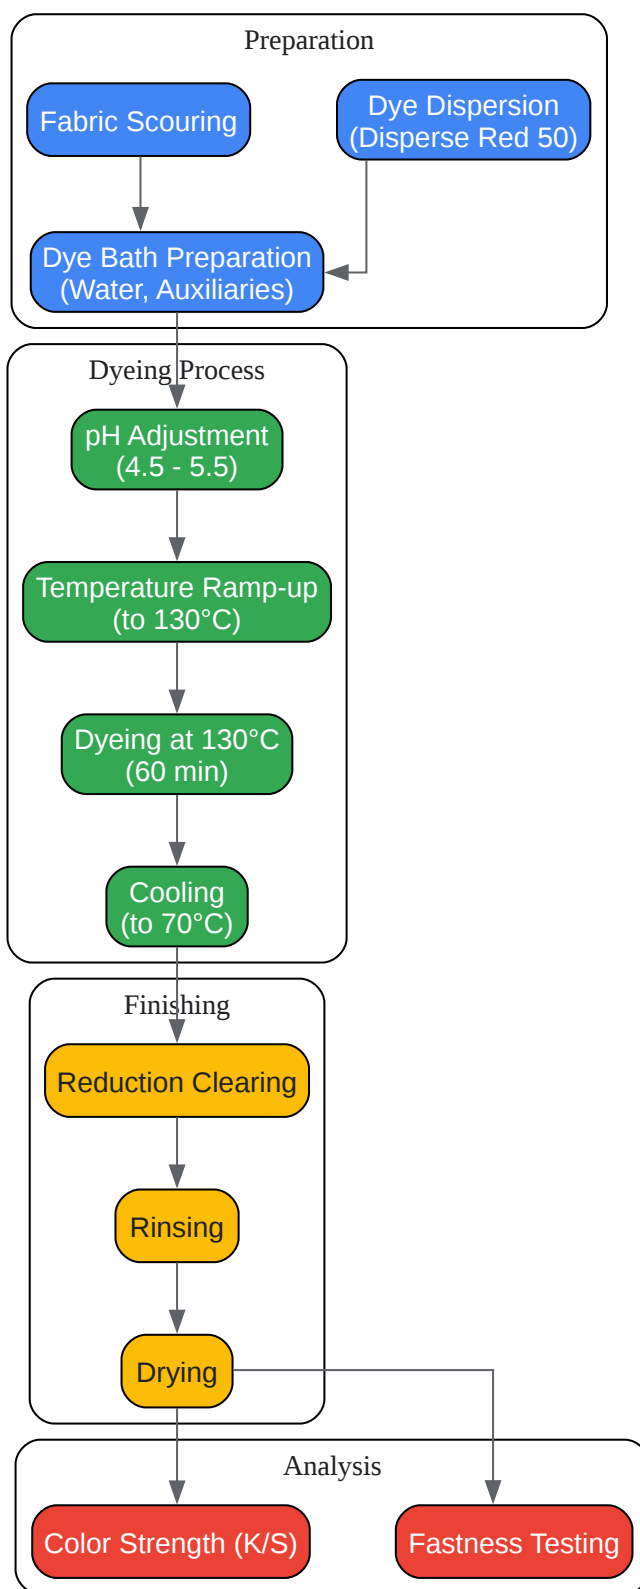 Preparation
Fabric Scouring
Dye Dispersion
(Disperse Red 50)
Dye Bath Preparation
(Water, Auxiliaries)
Dyeing Process
pH Adjustment
(4.5 - 5.5)
Temperature Ramp-up
(to 130°C)
Dyeing at 130°C
(60 min)
Cooling
(to 70°C)
Finishing
Reduction Clearing
Rinsing
Drying
Analysis
Color Strength (K/S)
Fastness Testing